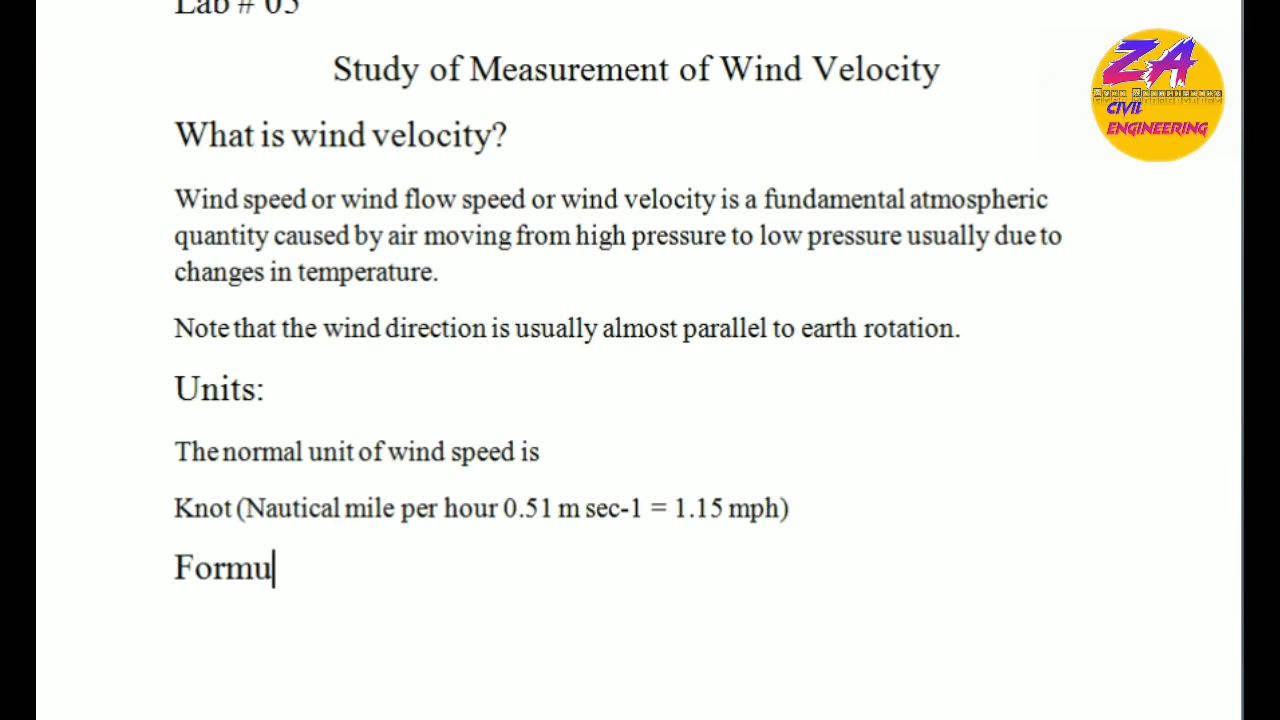 Lab # 05
Study of Measurement of Wind Velocity
ZA
CIVIL
ENGINEERING
What is wind velocity?
Wind speed or wind flow speed or wind velocity is a fundamental atmospheric
quantity caused by air moving from high pressure to low pressure usually due to
changes in temperature.
Note that the wind direction is usually almost parallel to earth rotation.
Units:
The normal unit of wind speed is
Knot (Nautical mile per hour 0.51 m sec-1 = 1.15 mph)
Formu